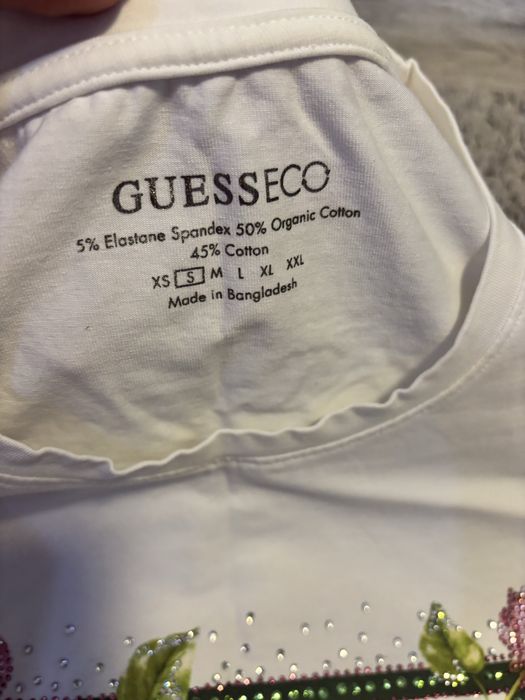 GUESSECO
5% Elastane Spandex 50% Organic Cotton
45% Cotton
XS S M L XL XXL
Made in Bangladesh